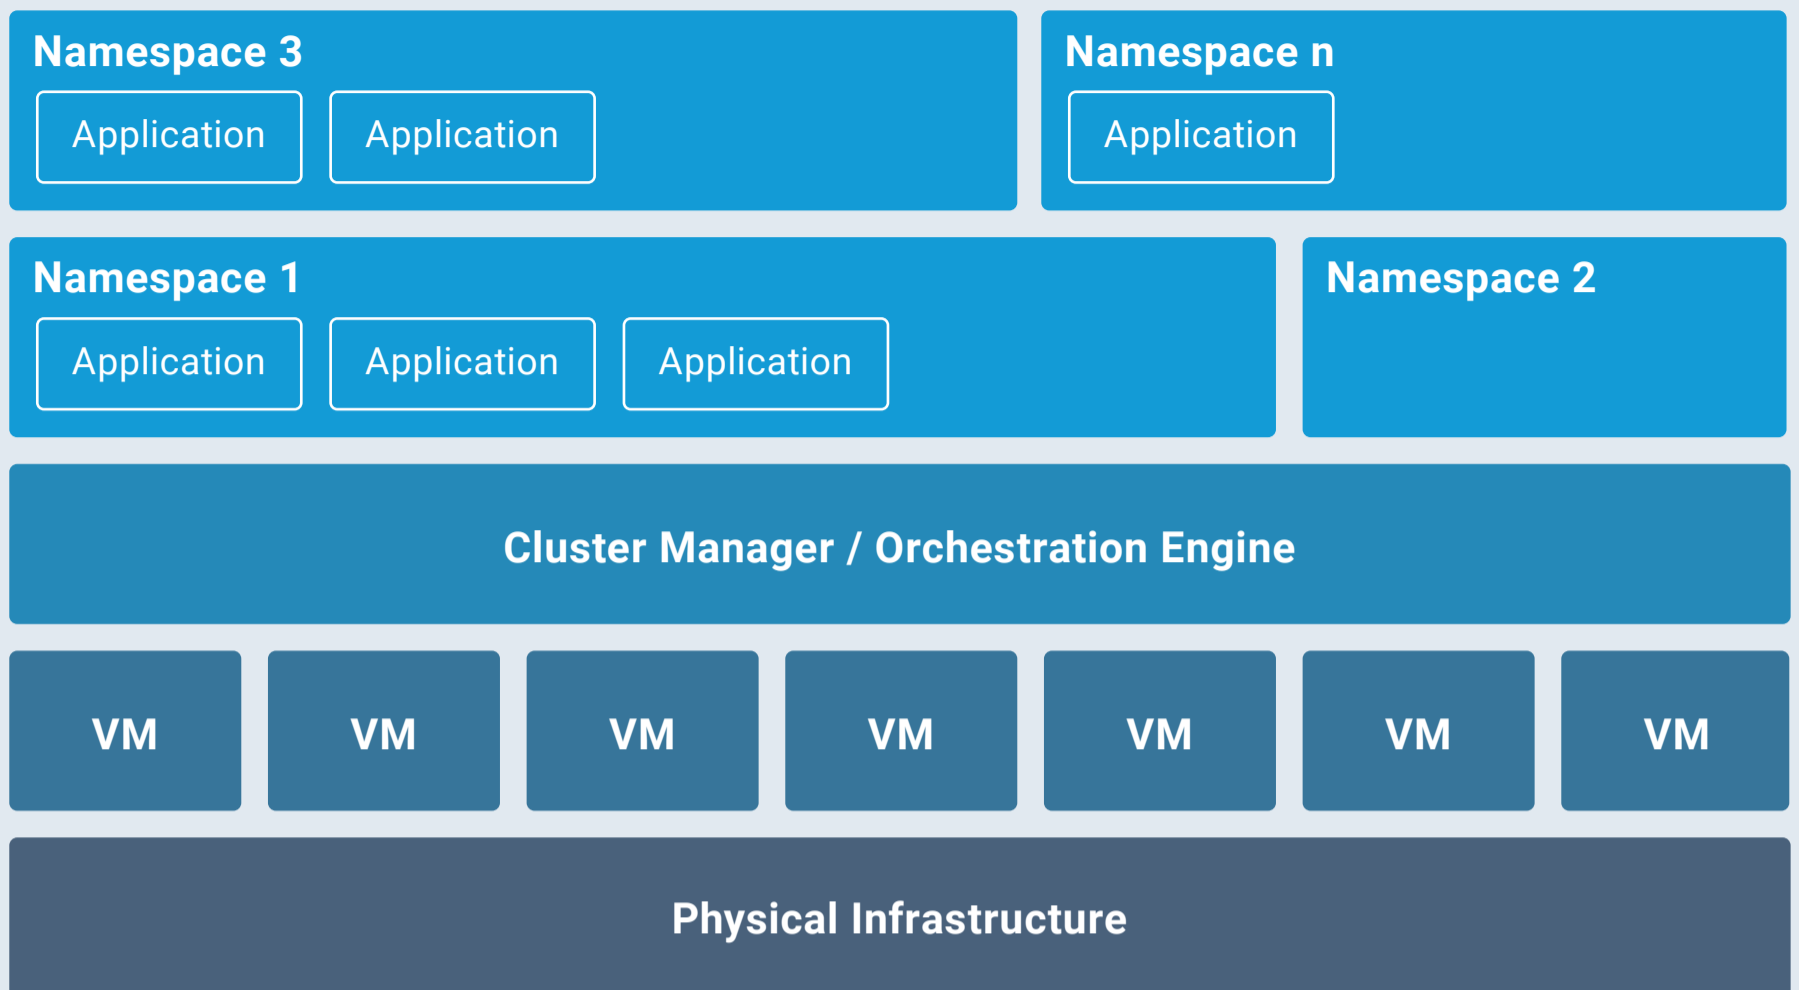 Namespace 3
Application
Application
Namespace n
Application
Namespace 1
Application
Application
Application
Namespace 2
Cluster Manager / Orchestration Engine
VM
VM
VM
VM
VM
VM
VM
Physical Infrastructure